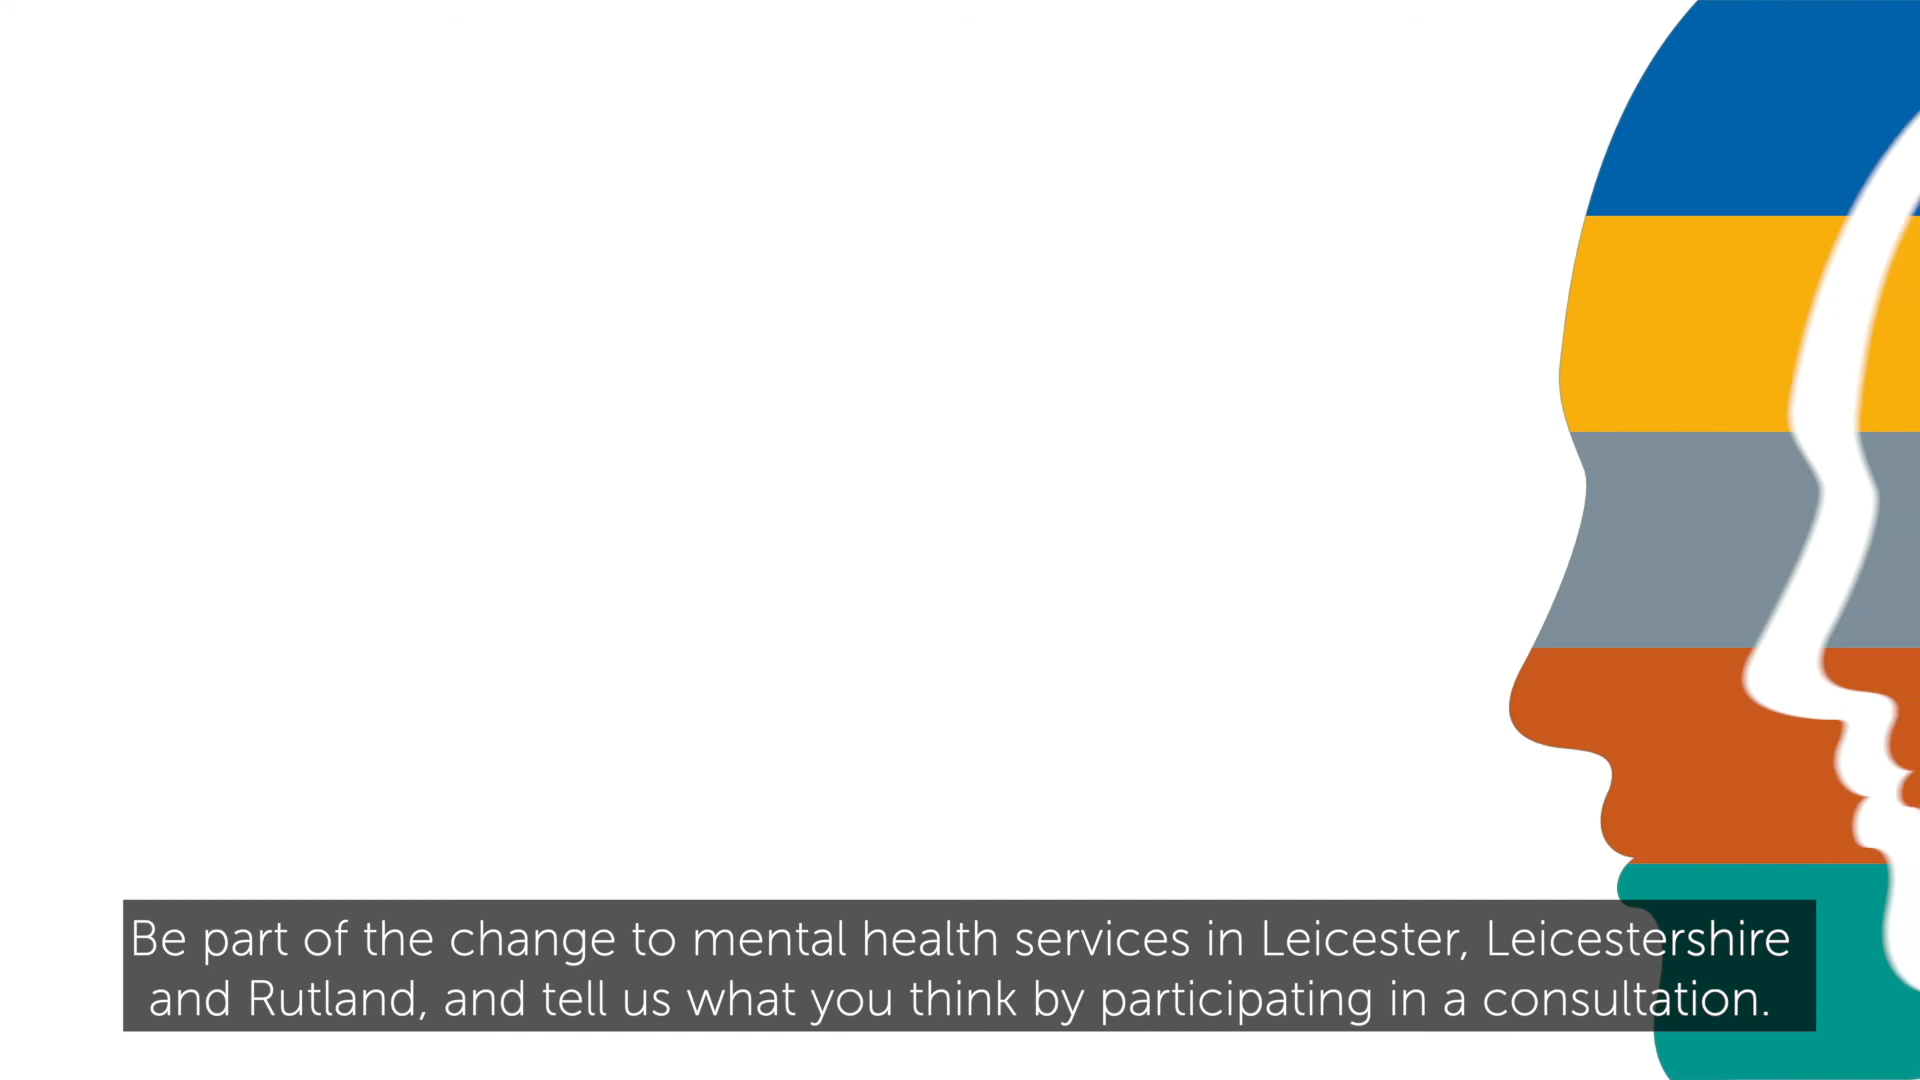 Be part of the change to mental health services in Leicester, Leicestershire
and Rutland, and tell us what you think by participating in a consultation.